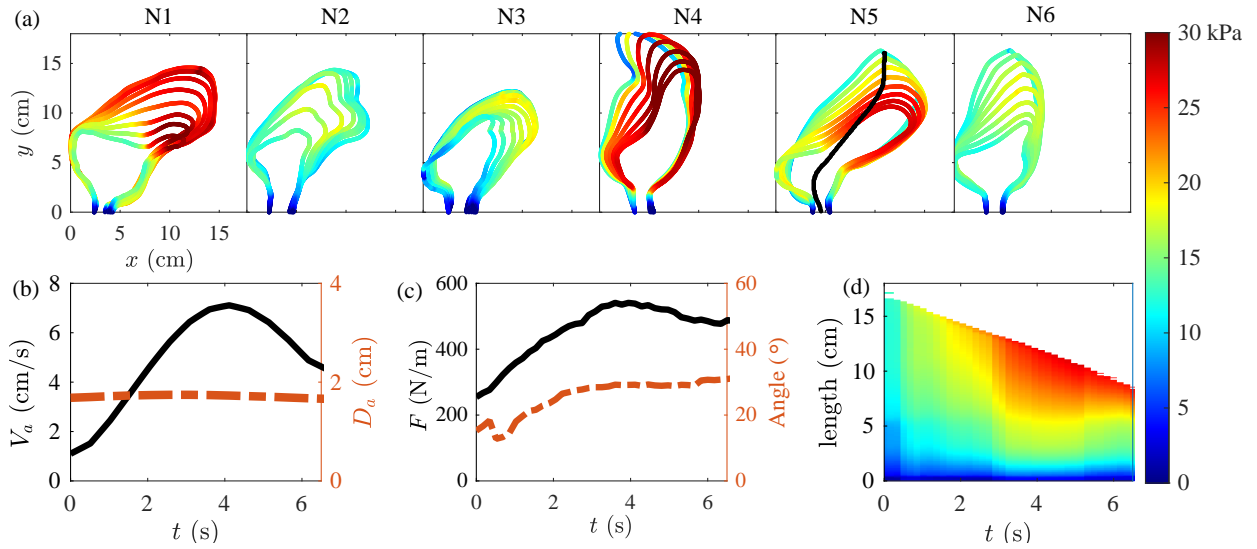 (a) N1 N2 N3 N4 N5 N6
30 kPa
25
20
15
10
5
0
y (cm)
15
10
5
0
0 5 10 15
x (cm)
(b)
V_a (cm/s)
8
6
4
2
0
D_a (cm)
4
2
0
0 2 4 6
t (s)
(c)
F (N/m)
600
400
200
0
Angle (°)
60
40
20
0
0 2 4 6
t (s)
(d)
length (cm)
15
10
5
0
0 2 4 6
t (s)